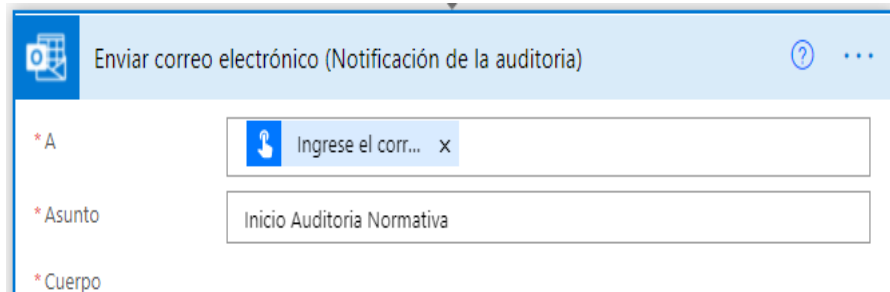 Enviar correo electrónico (Notificación de la auditoria)
* A
Ingrese el corr... x
* Asunto
Inicio Auditoria Normativa
* Cuerpo